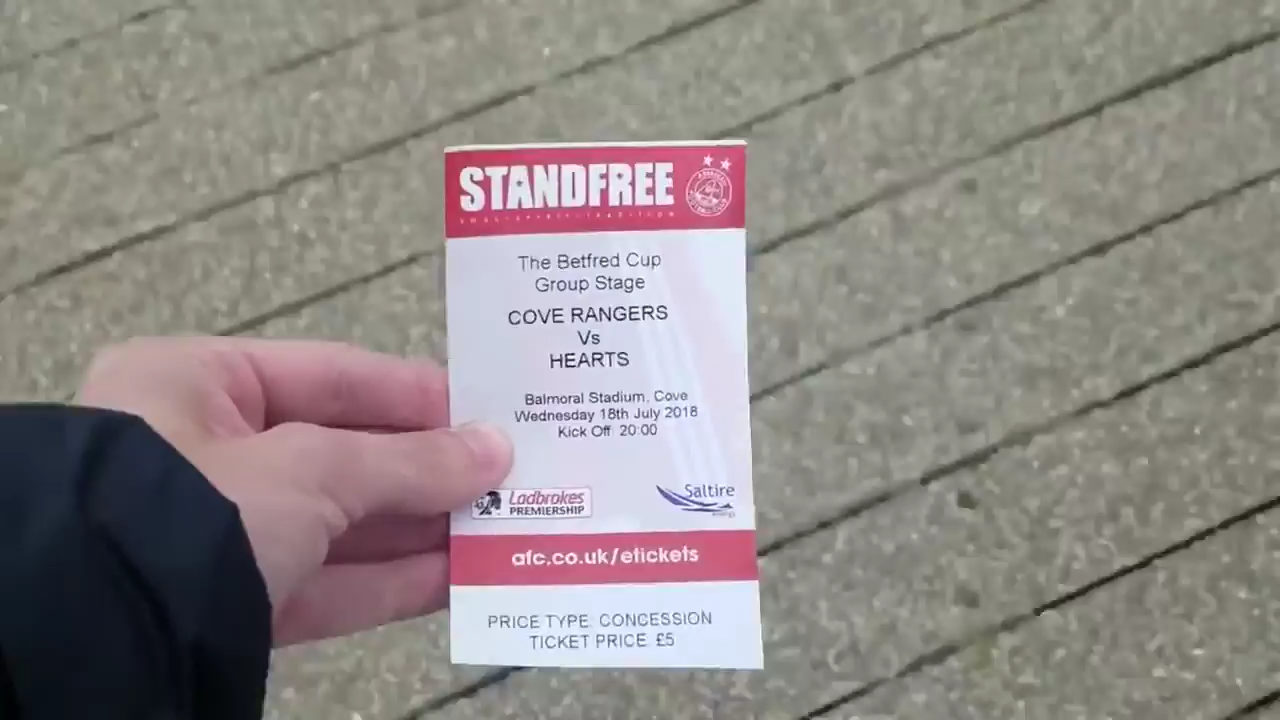 STANDFREE
The Betfred Cup
Group Stage
COVE RANGERS
Vs
HEARTS
Balmoral Stadium, Cove
Wednesday 18th July 2018
Kick Off: 20:00
Ladbrokes
PREMIERSHIP
Saltire
energy
afc.co.uk/etickets
PRICE TYPE: CONCESSION
TICKET PRICE: £5